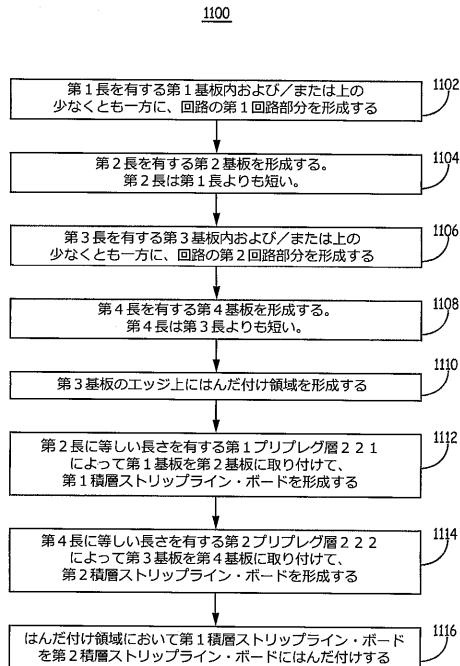 1100
第1長を有する第1基板内および/または上の
少なくとも一方に、回路の第1回路部分を形成する
1102
第2長を有する第2基板を形成する。
第2長は第1長よりも短い。
1104
第3長を有する第3基板内および/または上の
少なくとも一方に、回路の第2回路部分を形成する
1106
第4長を有する第4基板を形成する。
第4長は第3長よりも短い。
1108
第3基板のエッジ上にはんだ付け領域を形成する
1110
第2長に等しい長さを有する第1プリプレグ層221
によって第1基板を第2基板に取り付けて、
第1積層ストリップライン・ボードを形成する
1112
第4長に等しい長さを有する第2プリプレグ層222
によって第3基板を第4基板に取り付けて、
第2積層ストリップライン・ボードを形成する
1114
はんだ付け領域において第1積層ストリップライン・ボード
を第2積層ストリップライン・ボードにはんだ付けする
1116